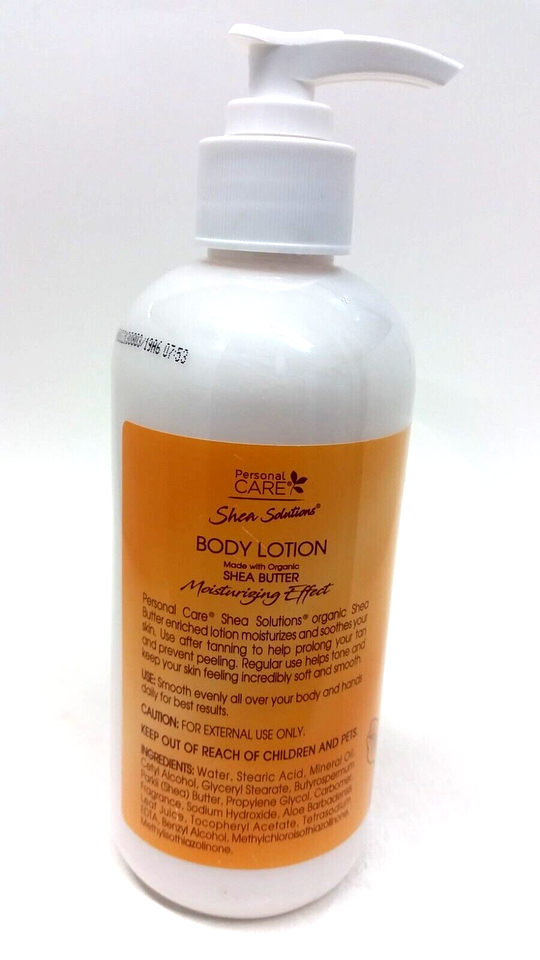 /19A6 07:53
Personal
CARE®
Shea Solutions®
BODY LOTION
Made with Organic
SHEA BUTTER
Moisturizing Effect
Personal Care® Shea Solutions® organic Shea
Butter enriched lotion moisturizes and soothes your
skin. Use after tanning to help prolong your tan
and prevent peeling. Regular use helps tone and
keep your skin feeling incredibly soft and smooth.
USE: Smooth evenly all over your body and hands
daily for best results.
CAUTION: FOR EXTERNAL USE ONLY.
KEEP OUT OF REACH OF CHILDREN AND PETS.
INGREDIENTS: Water, Stearic Acid, Mineral Oil,
Cetyl Alcohol, Glyceryl Stearate, Butyrospermum
Parkii (Shea) Butter, Propylene Glycol, Carbomer,
Fragrance, Sodium Hydroxide, Aloe Barbadensis
Leaf Juice, Tocopheryl Acetate, Tetrasodium
EDTA, Benzyl Alcohol, Methylchloroisothiazolinone,
Methylisothiazolinone.